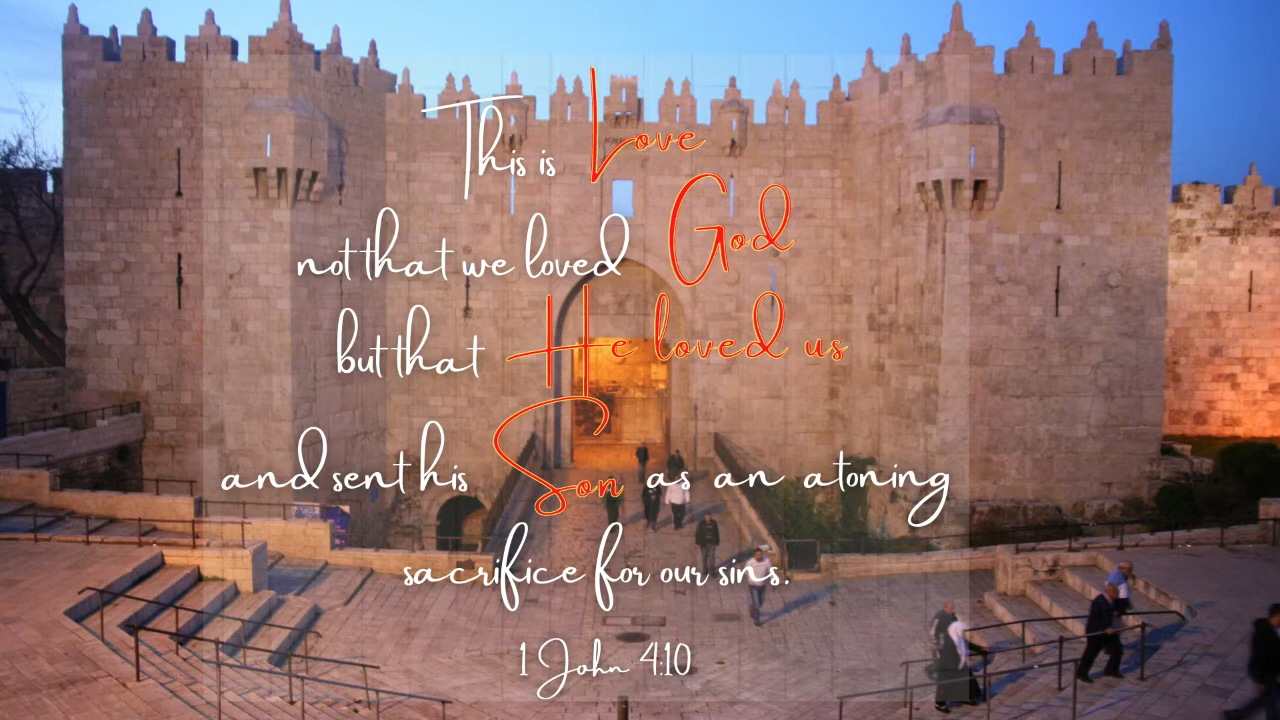 This is Love
not that we loved God
but that He loved us
and sent his Son as an atoning
sacrifice for our sins.
1 John 4:10